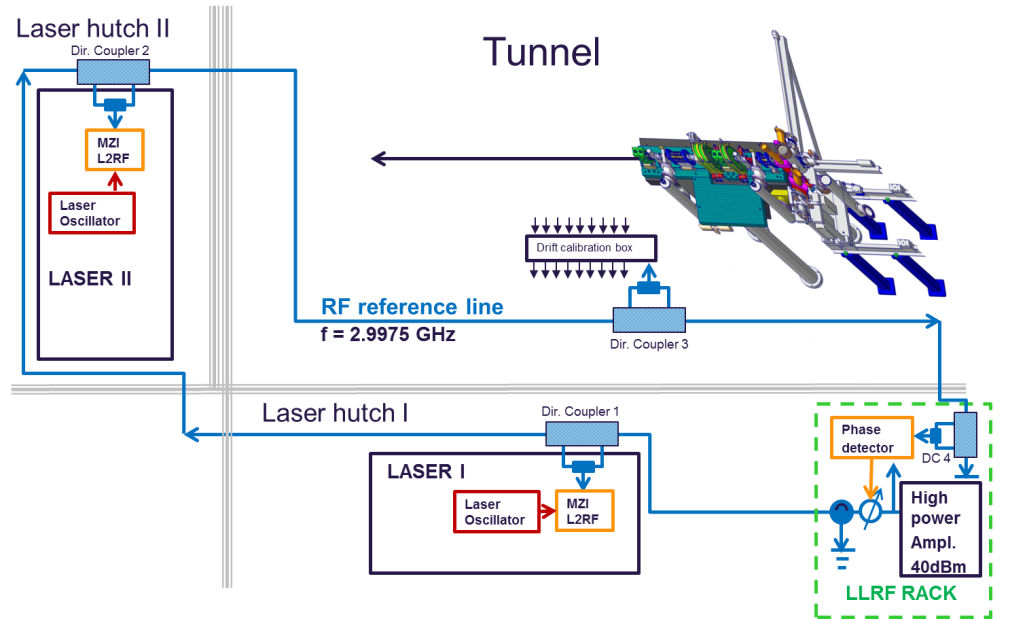 Laser hutch II
Dir. Coupler 2
Tunnel
MZI
L2RF
Laser
Oscillator
LASER II
Drift calibration box
RF reference line
f = 2.9975 GHz
Dir. Coupler 3
Laser hutch I
Dir. Coupler 1
LASER I
Laser
Oscillator
MZI
L2RF
Phase
detector
DC 4
High
power
Ampl.
40dBm
LLRF RACK